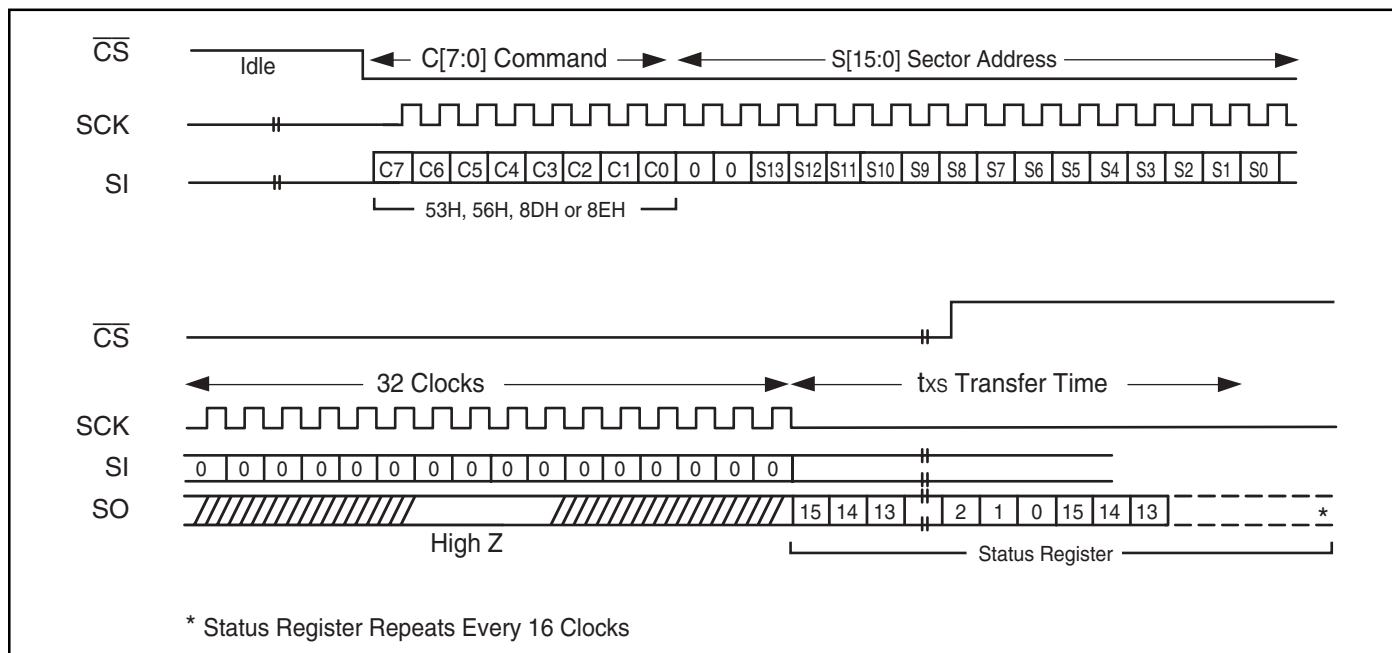 CS
Idle
C[7:0] Command
S[15:0] Sector Address
SCK
SI
C7 C6 C5 C4 C3 C2 C1 C0 0 0 S13 S12 S11 S10 S9 S8 S7 S6 S5 S4 S3 S2 S1 S0
53H, 56H, 8DH or 8EH
CS
32 Clocks
txs Transfer Time
SCK
SI
0 0 0 0 0 0 0 0 0 0 0 0 0 0 0 0
SO
15 14 13 2 1 0 15 14 13 *
High Z
Status Register
* Status Register Repeats Every 16 Clocks